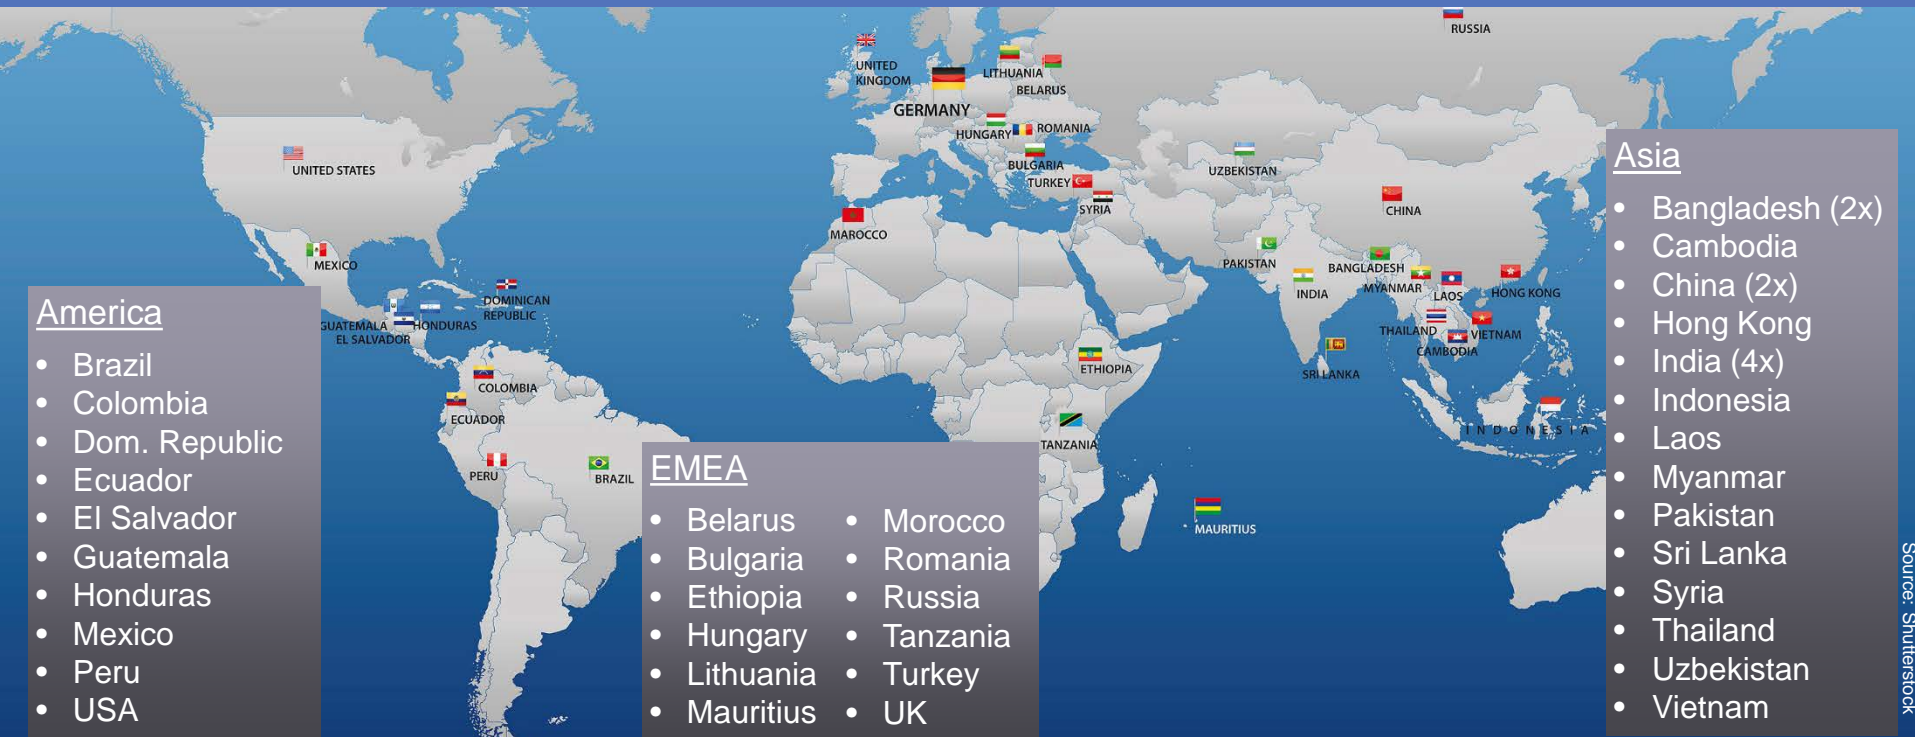 RUSSIA
UNITED
KINGDOM
LITHUANIA
BELARUS
GERMANY
HUNGARY
ROMANIA
BULGARIA
TURKEY
SYRIA
UZBEKISTAN
CHINA
UNITED STATES
MAROCCO
MEXICO
PAKISTAN
BANGLADESH
INDIA
MYANMAR
LAOS
HONG KONG
DOMINICAN
REPUBLIC
GUATEMALA
HONDURAS
EL SALVADOR
THAILAND
VIETNAM
CAMBODIA
SRI LANKA
ETHIOPIA
COLOMBIA
ECUADOR
INDONESIA
TANZANIA
PERU
BRAZIL
MAURITIUS
America
• Brazil
• Colombia
• Dom. Republic
• Ecuador
• El Salvador
• Guatemala
• Honduras
• Mexico
• Peru
• USA
EMEA
• Belarus
• Bulgaria
• Ethiopia
• Hungary
• Lithuania
• Mauritius
• Morocco
• Romania
• Russia
• Tanzania
• Turkey
• UK
Asia
• Bangladesh (2x)
• Cambodia
• China (2x)
• Hong Kong
• India (4x)
• Indonesia
• Laos
• Myanmar
• Pakistan
• Sri Lanka
• Syria
• Thailand
• Uzbekistan
• Vietnam
Source: Shutterstock